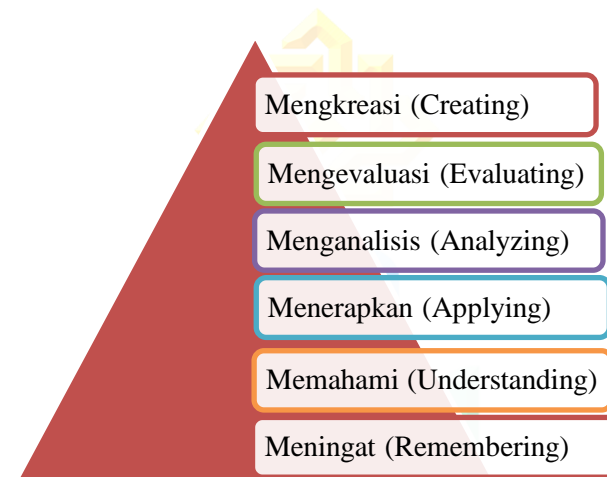 Mengkreasi (Creating)
Mengevaluasi (Evaluating)
Menganalisis (Analyzing)
Menerapkan (Applying)
Memahami (Understanding)
Meningat (Remembering)